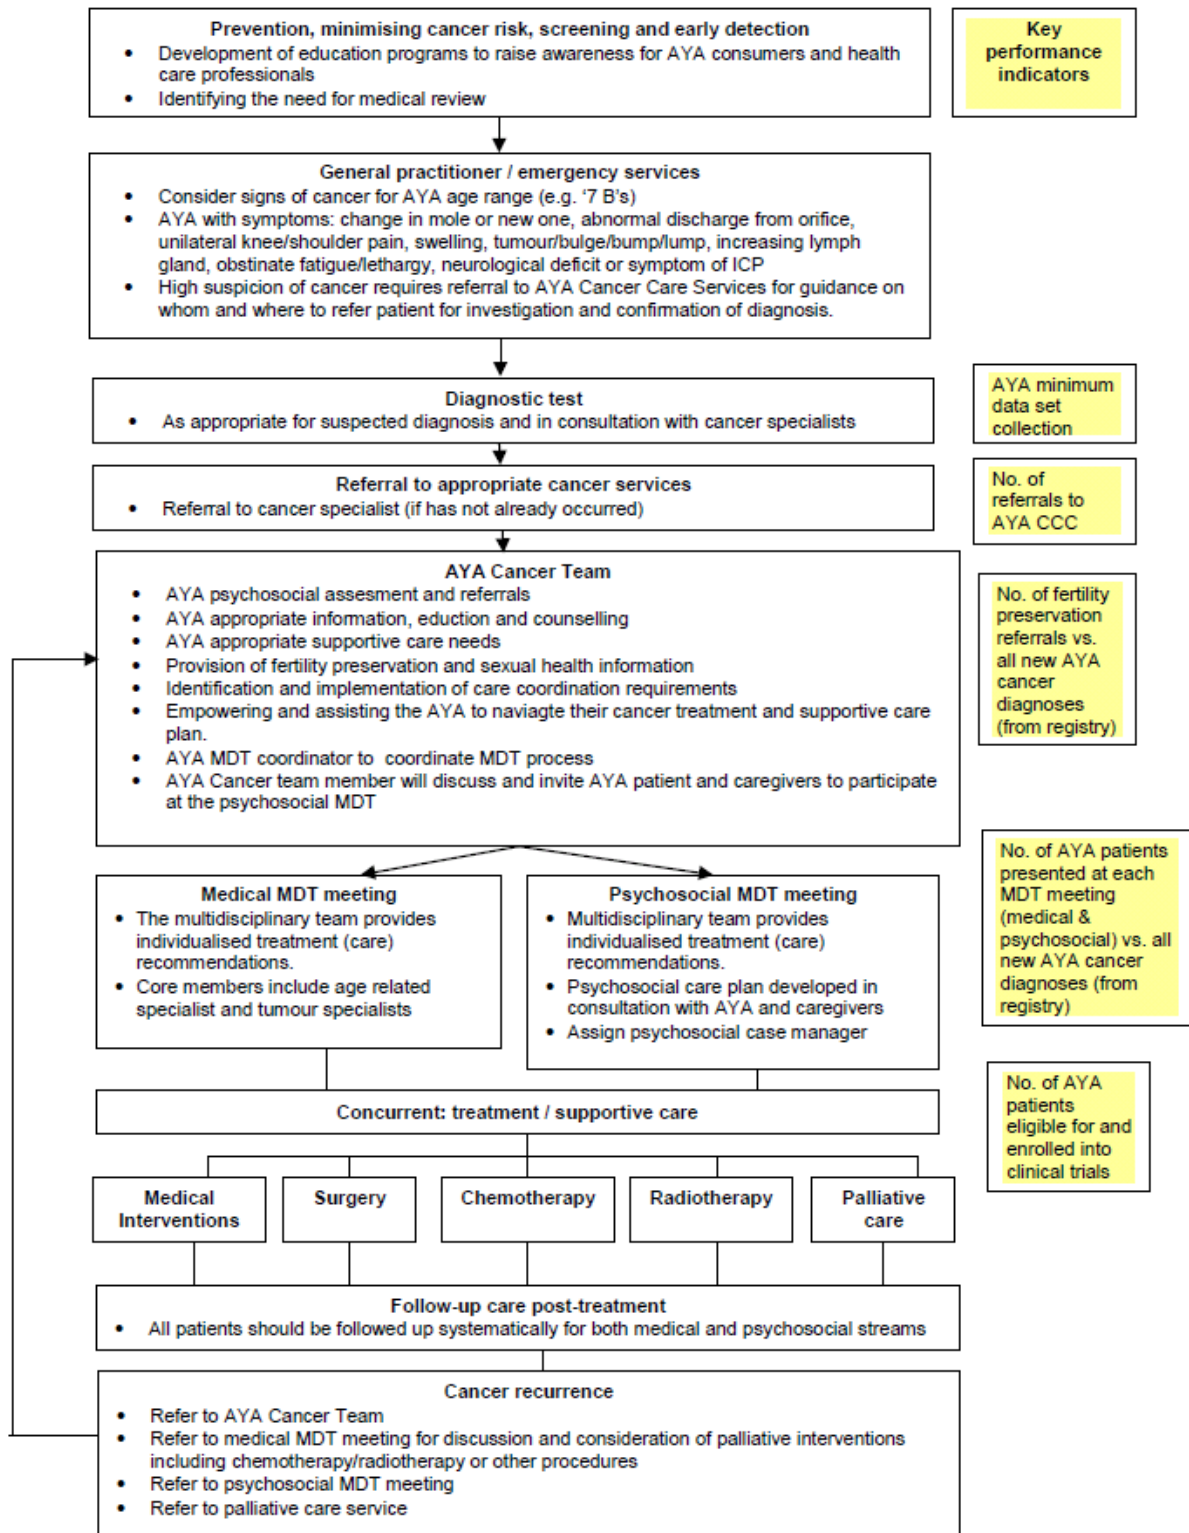 Prevention, minimising cancer risk, screening and early detection
• Development of education programs to raise awareness for AYA consumers and health
care professionals
• Identifying the need for medical review
Key
performance
indicators
General practitioner / emergency services
• Consider signs of cancer for AYA age range (e.g. ‘7 B’s)
• AYA with symptoms: change in mole or new one, abnormal discharge from orifice,
unilateral knee/shoulder pain, swelling, tumour/bulge/bump/lump, increasing lymph
gland, obstinate fatigue/lethargy, neurological deficit or symptom of ICP
• High suspicion of cancer requires referral to AYA Cancer Care Services for guidance on
whom and where to refer patient for investigation and confirmation of diagnosis.
Diagnostic test
• As appropriate for suspected diagnosis and in consultation with cancer specialists
AYA minimum
data set
collection
Referral to appropriate cancer services
• Referral to cancer specialist (if has not already occurred)
No. of
referrals to
AYA CCC
AYA Cancer Team
• AYA psychosocial assesment and referrals
• AYA appropriate information, eduction and counselling
• AYA appropriate supportive care needs
• Provision of fertility preservation and sexual health information
• Identification and implementation of care coordination requirements
• Empowering and assisting the AYA to naviagte their cancer treatment and supportive care
plan.
• AYA MDT coordinator to coordinate MDT process
• AYA Cancer team member will discuss and invite AYA patient and caregivers to participate
at the psychosocial MDT
No. of fertility
preservation
referrals vs.
all new AYA
cancer
diagnoses
(from registry)
Medical MDT meeting
• The multidisciplinary team provides
individualised treatment (care)
recommendations.
• Core members include age related
specialist and tumour specialists
Psychosocial MDT meeting
• Multidisciplinary team provides
individualised treatment (care)
recommendations.
• Psychosocial care plan developed in
consultation with AYA and caregivers
• Assign psychosocial case manager
No. of AYA patients
presented at each
MDT meeting
(medical &
psychosocial) vs. all
new AYA cancer
diagnoses (from
registry)
Concurrent: treatment / supportive care
No. of AYA
patients
eligible for and
enrolled into
clinical trials
Medical
Interventions
Surgery
Chemotherapy
Radiotherapy
Palliative
care
Follow-up care post-treatment
• All patients should be followed up systematically for both medical and psychosocial streams
Cancer recurrence
• Refer to AYA Cancer Team
• Refer to medical MDT meeting for discussion and consideration of palliative interventions
including chemotherapy/radiotherapy or other procedures
• Refer to psychosocial MDT meeting
• Refer to palliative care service